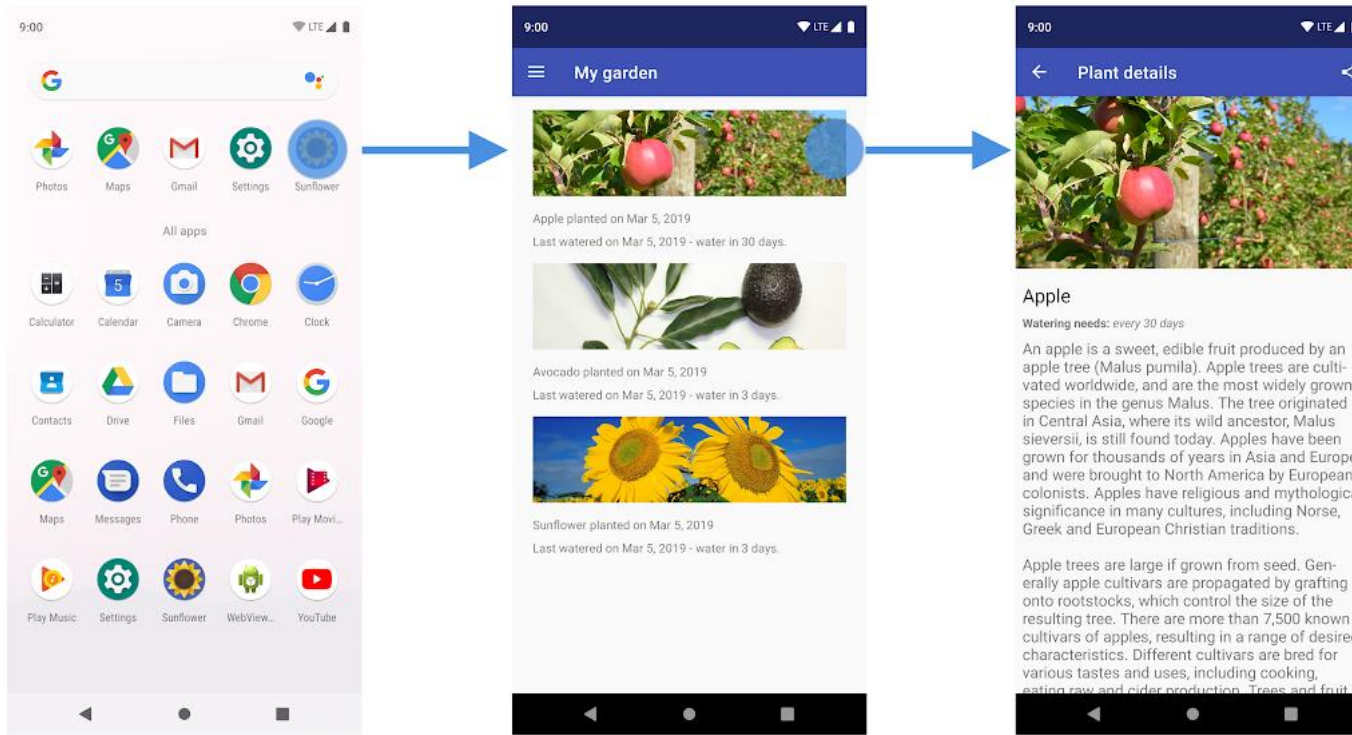 9:00
LTE
Photos
Maps
Gmail
Settings
Sunflower
All apps
Calculator
5
Calendar
Camera
Chrome
Clock
Contacts
Drive
Files
Gmail
Google
Maps
Messages
Phone
Photos
Play Movi...
Play Music
Settings
Sunflower
WebView...
YouTube
9:00
LTE
My garden
Apple planted on Mar 5, 2019
Last watered on Mar 5, 2019 - water in 30 days.
Avocado planted on Mar 5, 2019
Last watered on Mar 5, 2019 - water in 3 days.
Sunflower planted on Mar 5, 2019
Last watered on Mar 5, 2019 - water in 3 days.
9:00
LTE
Plant details
Apple
Watering needs: every 30 days
An apple is a sweet, edible fruit produced by an
apple tree (Malus pumila). Apple trees are culti-
vated worldwide, and are the most widely grown
species in the genus Malus. The tree originated
in Central Asia, where its wild ancestor, Malus
sieversii, is still found today. Apples have been
grown for thousands of years in Asia and Europe
and were brought to North America by European
colonists. Apples have religious and mythologica
significance in many cultures, including Norse,
Greek and European Christian traditions.
Apple trees are large if grown from seed. Gen-
erally apple cultivars are propagated by grafting
onto rootstocks, which control the size of the
resulting tree. There are more than 7,500 known
cultivars of apples, resulting in a range of desired
characteristics. Different cultivars are bred for
various tastes and uses, including cooking,
eating raw and cider production. Trees and fruit